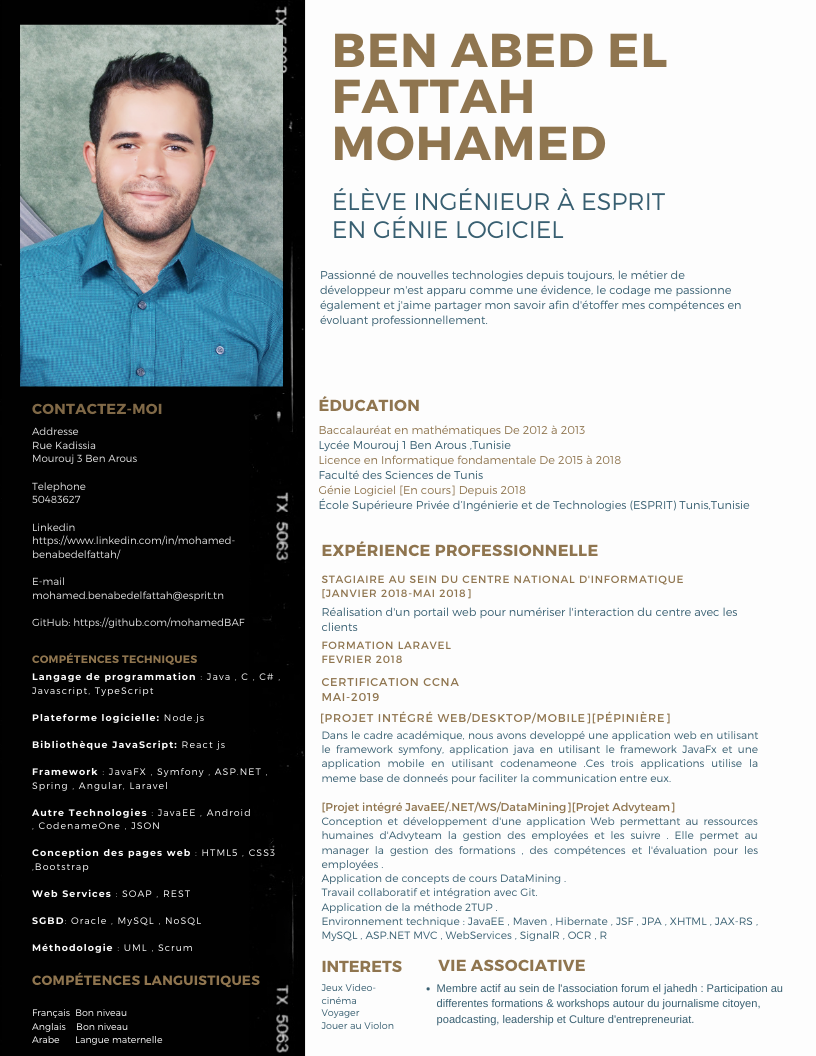 TX 5093
BEN ABED EL
FATTAH
MOHAMED
ÉLÈVE INGÉNIEUR À ESPRIT
EN GÉNIE LOGICIEL
Passionné de nouvelles technologies depuis toujours, le métier de
développeur m'est apparu comme une évidence, le codage me passionne
également et j'aime partager mon savoir afin d'étoffer mes compétences en
évoluant professionnellement.
CONTACTEZ-MOI
Addresse
Rue Kadissia
Mourouj 3 Ben Arous
Telephone
50483627
Linkedin
https://www.linkedin.com/in/mohamed-
benabedelfattah/
E-mail
mohamed.benabedelfattah@esprit.tn
GitHub: https://github.com/mohamedBAF
TX 5063
COMPÉTENCES TECHNIQUES
Langage de programmation : Java , C , C# ,
Javascript, TypeScript
Plateforme logicielle: Node.js
Bibliothèque JavaScript: React js
Framework : JavaFX , Symfony , ASP.NET ,
Spring , Angular, Laravel
Autre Technologies : JavaEE , Android
, CodenameOne , JSON
Conception des pages web : HTML5 , CSS3
,Bootstrap
Web Services : SOAP , REST
SGBD: Oracle , MySQL , NoSQL
Méthodologie : UML , Scrum
COMPÉTENCES LANGUISTIQUES
Français Bon niveau
Anglais Bon niveau
Arabe Langue maternelle
TX 5063
ÉDUCATION
Baccalauréat en mathématiques De 2012 à 2013
Lycée Mourouj 1 Ben Arous ,Tunisie
Licence en Informatique fondamentale De 2015 à 2018
Faculté des Sciences de Tunis
Génie Logiciel [En cours] Depuis 2018
École Supérieure Privée d'Ingénierie et de Technologies (ESPRIT) Tunis,Tunisie
EXPÉRIENCE PROFESSIONNELLE
STAGIAIRE AU SEIN DU CENTRE NATIONAL D'INFORMATIQUE
[JANVIER 2018-MAI 2018]
Réalisation d'un portail web pour numériser l'interaction du centre avec les
clients
FORMATION LARAVEL
FEVRIER 2018
CERTIFICATION CCNA
MAI-2019
[PROJET INTÉGRÉ WEB/DESKTOP/MOBILE][PÉPINIÈRE]
Dans le cadre académique, nous avons developpé une application web en utilisant
le framework symfony, application java en utilisant le framework JavaFx et une
application mobile en utilisant codenameone .Ces trois applications utilise la
meme base de donneés pour faciliter la communication entre eux.
[Projet intégré JavaEE/.NET/WS/DataMining][Projet Advyteam]
Conception et développement d'une application Web permettant au ressources
humaines d'Advyteam la gestion des employées et les suivre . Elle permet au
manager la gestion des formations , des compétences et l'évaluation pour les
employées .
Application de concepts de cours DataMining .
Travail collaboratif et intégration avec Git.
Application de la méthode 2TUP .
Environnement technique : JavaEE , Maven , Hibernate , JSF , JPA , XHTML , JAX-RS ,
MySQL , ASP.NET MVC , WebServices , SignalR , OCR , R
INTERETS
Jeux Video-
cinéma
Voyager
Jouer au Violon
VIE ASSOCIATIVE
• Membre actif au sein de l'association forum el jahedh : Participation au
differentes formations & workshops autour du journalisme citoyen,
poadcasting, leadership et Culture d'entrepreneuriat.